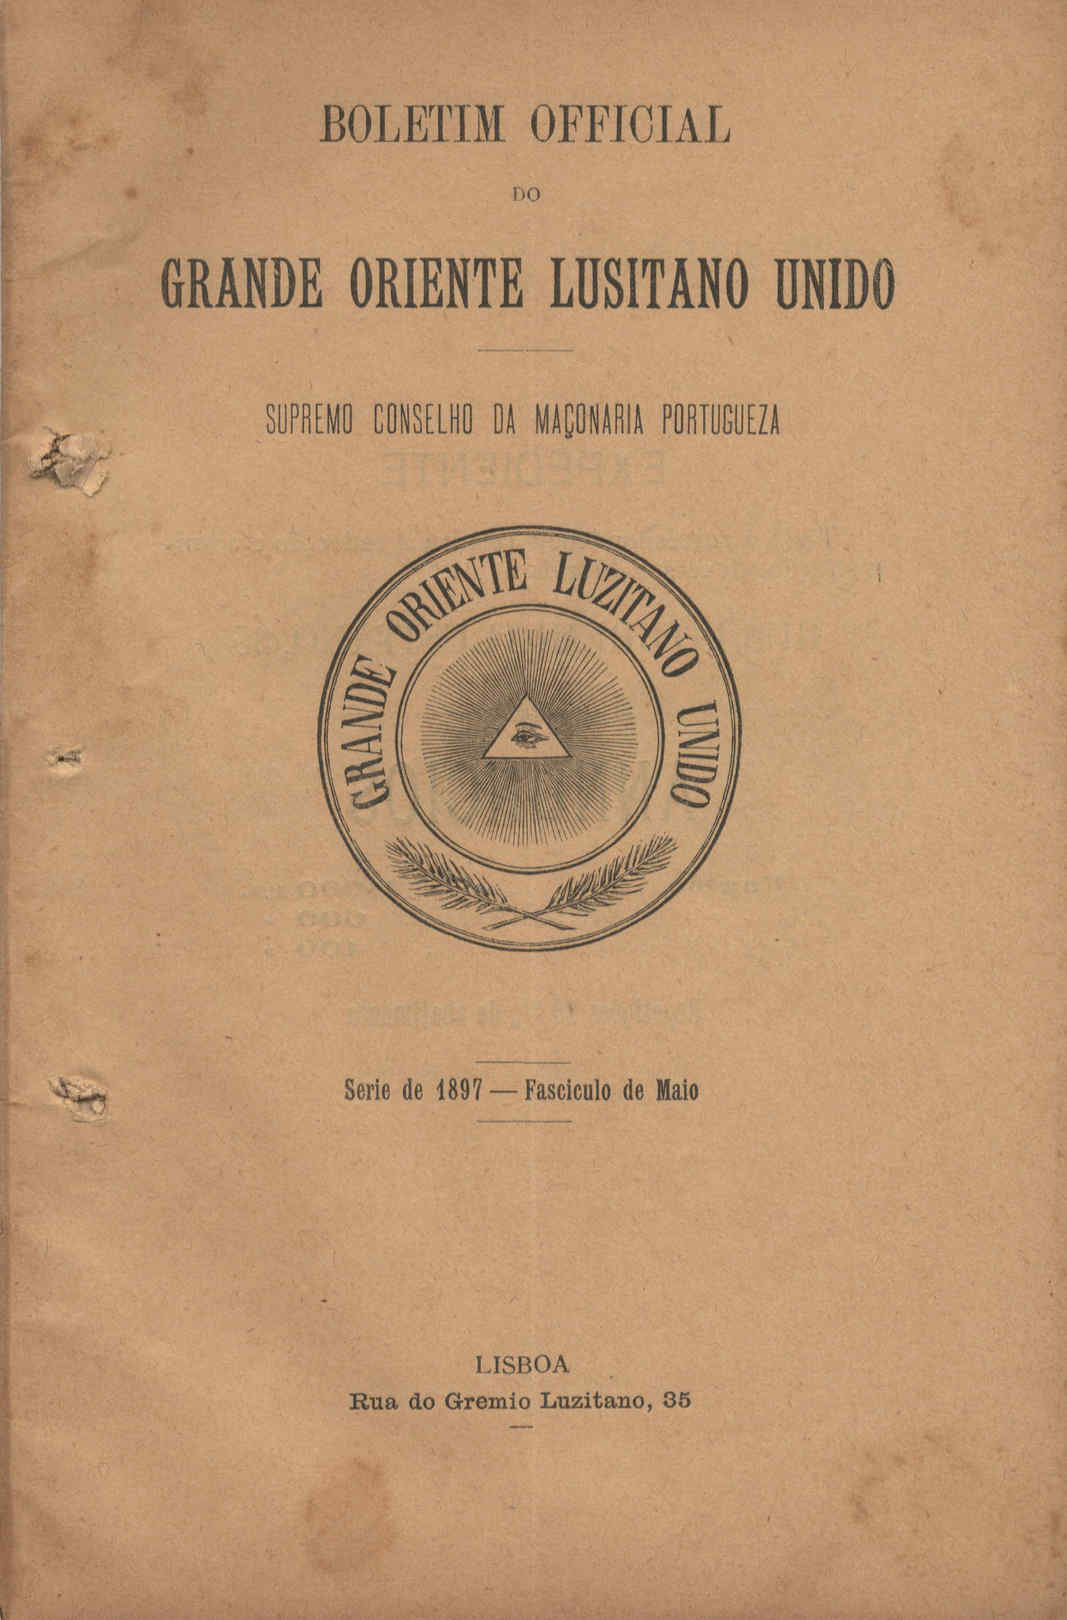 BOLETIM OFFICIAL
DO
GRANDE ORIENTE LUSITANO UNIDO
SUPREMO CONSELHO DA MAÇONARIA PORTUGUEZA
GRANDE ORIENTE LUZITANO UNIDO
Serie de 1897 — Fasciculo de Maio
LISBOA
Rua do Gremio Luzitano, 35